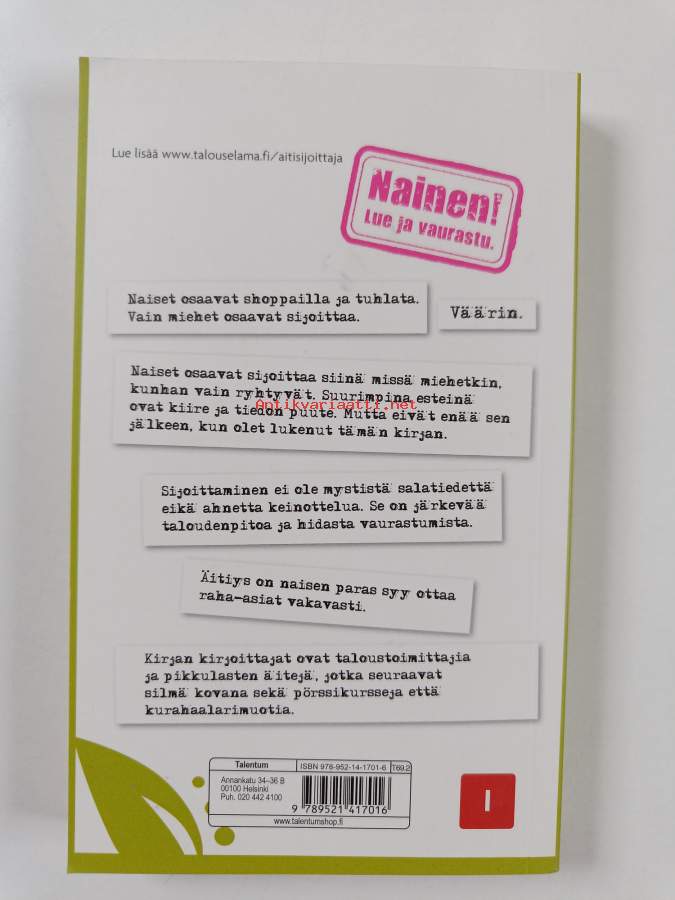 Lue lisää www.talouselama.fi/aitisijoittaja
Nainen!
Lue ja vaurastu.
Naiset osaavat shoppailla ja tuhlata.
Vain miehet osaavat sijoittaa.
Väärin.
Naiset osaavat sijoittaa siinä missä miehetkin,
kunhan vain ryhtyvät. Suurimpina esteinä
Antikvariaatti.net
ovat kiire ja tiedon puute. Mutta eivät enää sen
jälkeen, kun olet lukenut tämän kirjan.
Sijoittaminen ei ole mystistä salatiedettä
eikä ahnetta keinottelua. Se on järkevää
taloudenpitoa ja hidasta vaurastumista.
Äitiys on naisen paras syy ottaa
raha-asiat vakavasti.
Kirjan kirjoittajat ovat taloustoimittajia
ja pikkulasten äitejä, jotka seuraavat
silmä kovana sekä pörssikursseja että
kurahaalarimuotia.
Talentum
Annankatu 34–36 B
00100 Helsinki
Puh. 020 442 4100
ISBN 978-952-14-1701-6
T69.2
9 789521 417016
www.talentumshop.fi
I